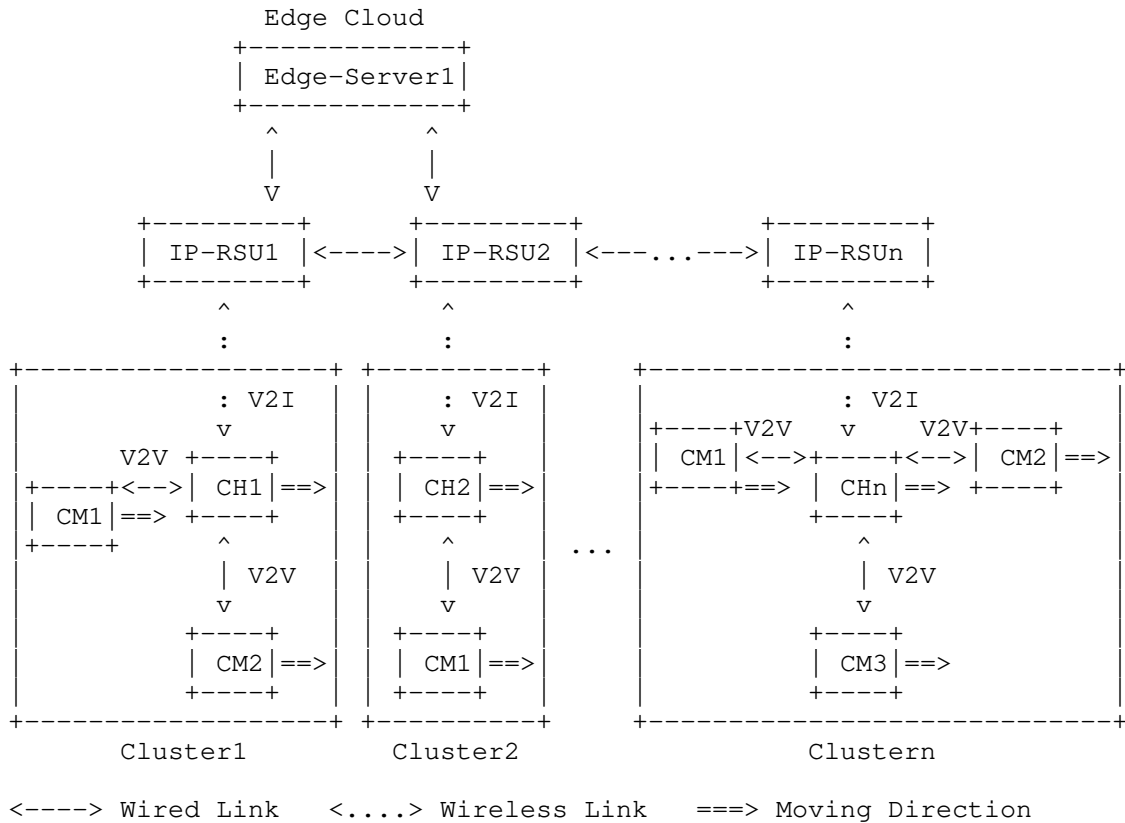 Edge Cloud
Edge-Server1
IP-RSU1 <----> IP-RSU2 <---...---> IP-RSUn
: V2I : V2I : V2I
V2V V2V
V2V CM1 <--> <--> CM2 ==>
<--> CH1 ==> CH2 ==> ==> CHn ==>
CM1 ==>
...
V2V V2V V2V
CM2 ==> CM1 ==> CM3 ==>
Cluster1 Cluster2 Clustern
<----> Wired Link <....> Wireless Link ===> Moving Direction